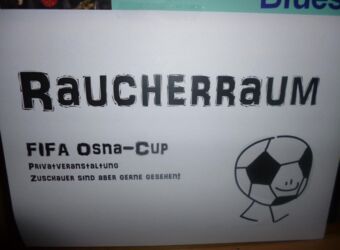 Blues
RAUCHERRAUM
FIFA OSNA-CUP
PRIVATVERANSTALTUNG
ZUSCHAUER SIND ABER GERNE GESEHEN!